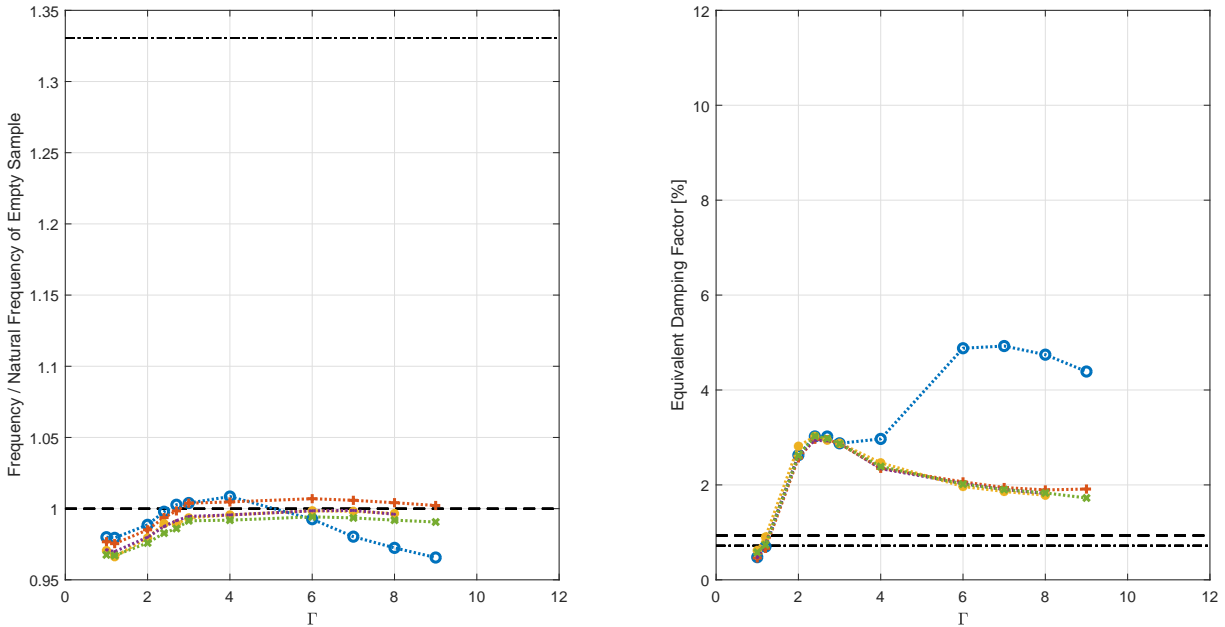 1.35
1.3
1.25
1.2
1.15
1.1
1.05
1
0.95
Frequency / Natural Frequency of Empty Sample
0 2 4 6 8 10 12
Γ
12
10
8
6
4
2
0
Equivalent Damping Factor [%]
0 2 4 6 8 10 12
Γ